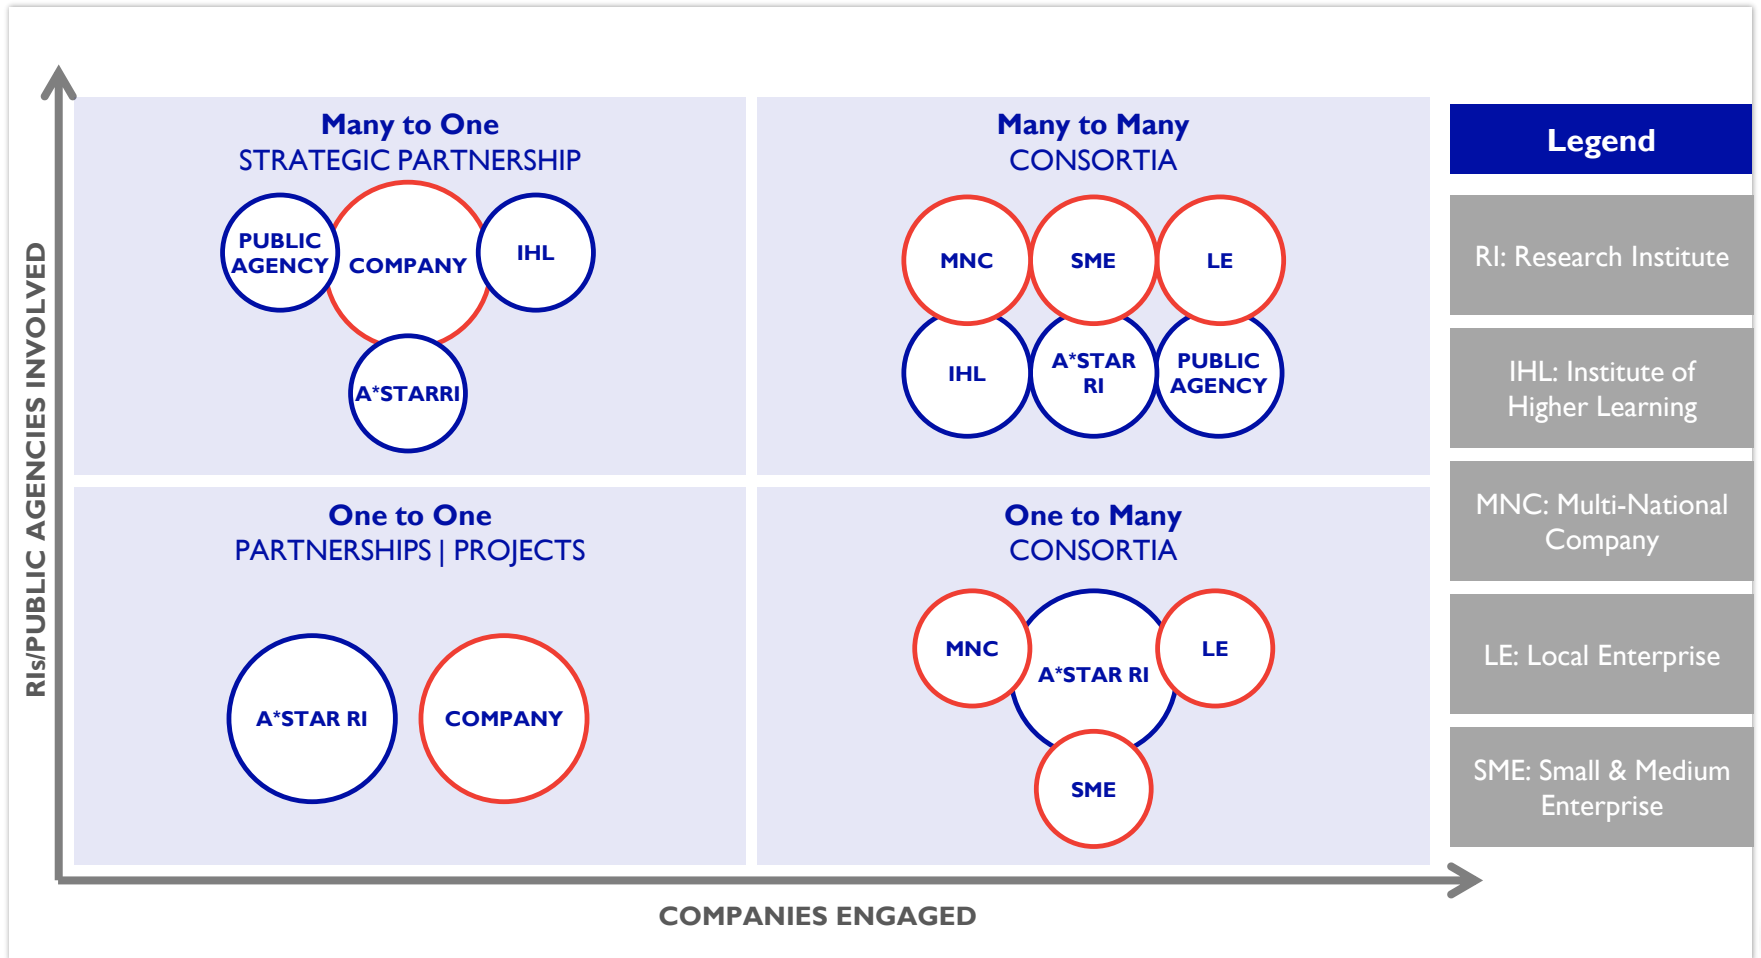 RIs/PUBLIC AGENCIES INVOLVED
Many to One
STRATEGIC PARTNERSHIP
PUBLIC
AGENCY
COMPANY
IHL
A*STARRI
Many to Many
CONSORTIA
MNC
SME
LE
IHL
A*STAR
RI
PUBLIC
AGENCY
One to One
PARTNERSHIPS | PROJECTS
A*STAR RI
COMPANY
One to Many
CONSORTIA
MNC
A*STAR RI
LE
SME
COMPANIES ENGAGED
Legend
RI: Research Institute
IHL: Institute of
Higher Learning
MNC: Multi-National
Company
LE: Local Enterprise
SME: Small & Medium
Enterprise